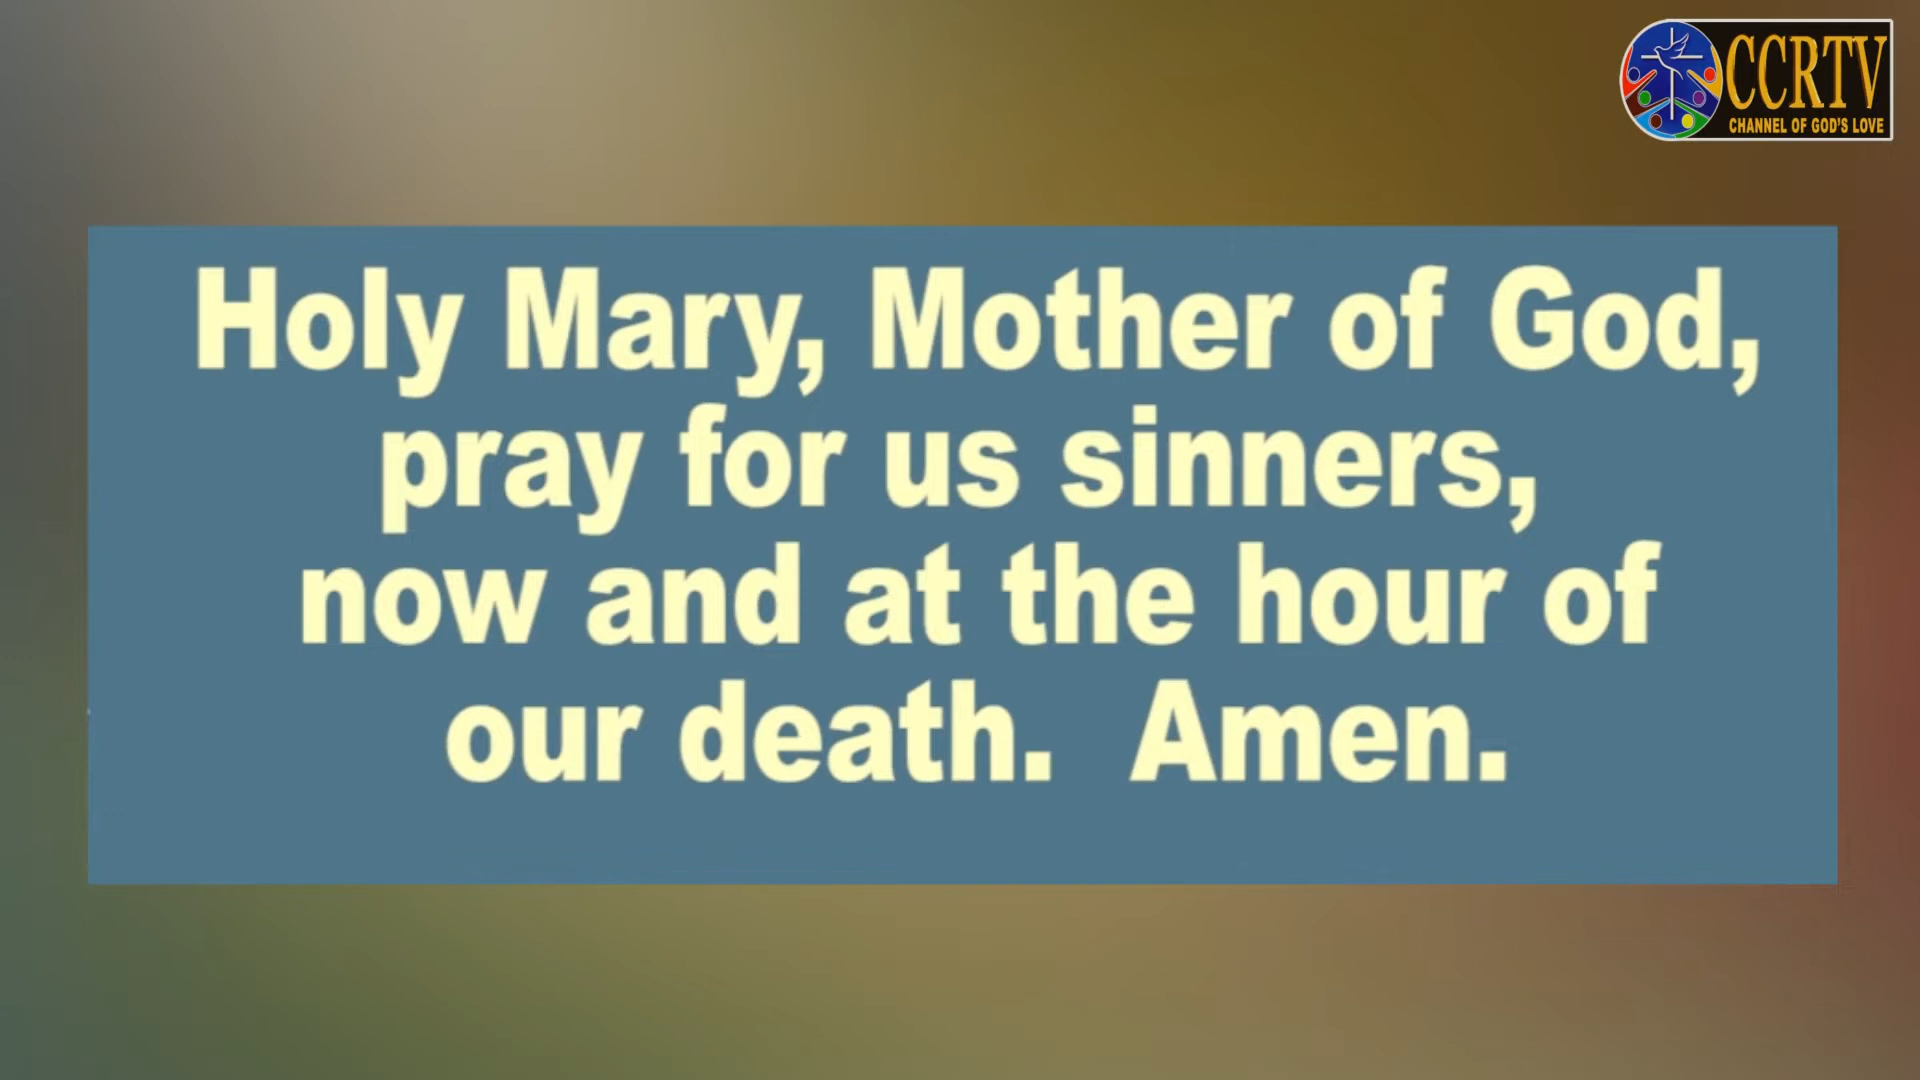 CCRTV
CHANNEL OF GOD'S LOVE
Holy Mary, Mother of God,
pray for us sinners,
now and at the hour of
our death.  Amen.